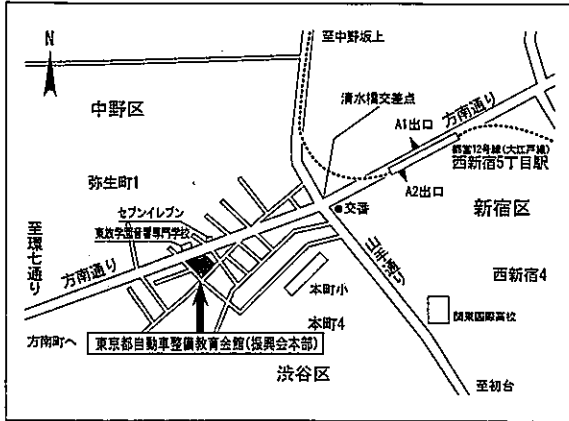 N
至中野坂上
中野区
清水橋交差点
方南通り
A1出口
都営12号線(大江戸線)
西新宿5丁目駅
A2出口
弥生町1
セブンイレブン
東放学園音響専門学校
交番
新宿区
至環七通り
方南通り
山手通り
西新宿4
本町小
本町4
関東国際高校
方南町へ
東京都自動車整備教育会館(振興会本部)
渋谷区
至初台